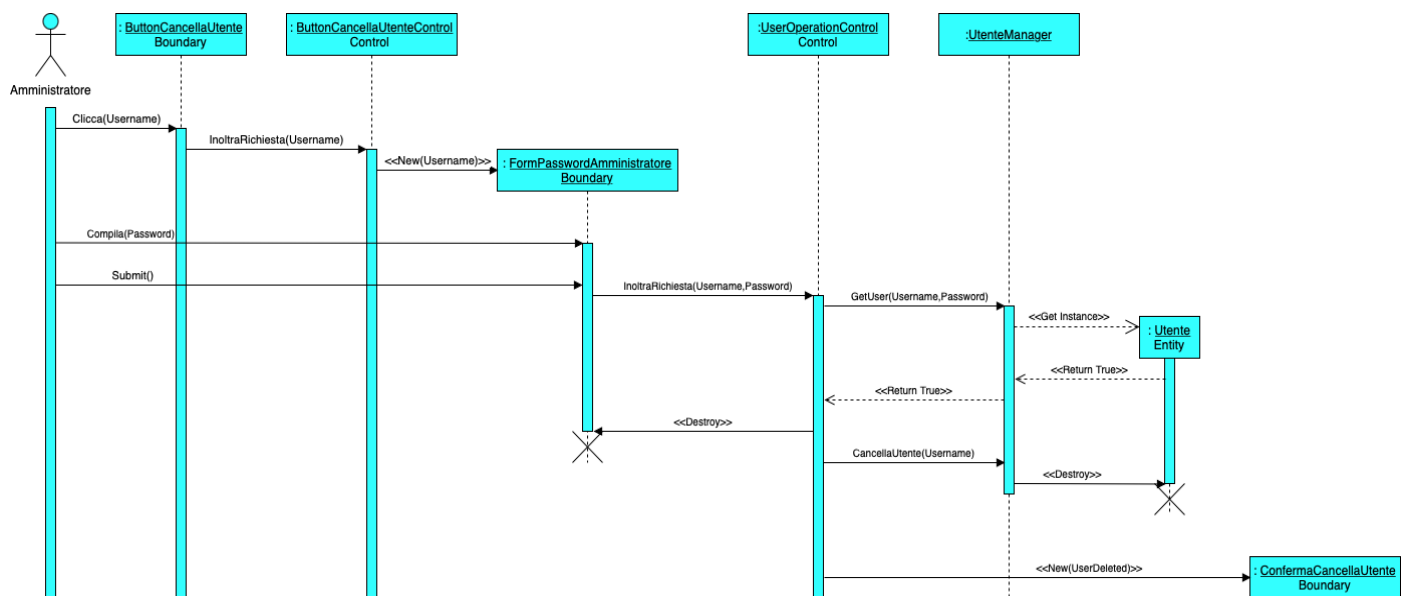 : ButtonCancellaUtente
Boundary
: ButtonCancellaUtenteControl
Control
:UserOperationControl
Control
:UtenteManager
Amministratore
Clicca(Username)
InoltraRichiesta(Username)
<<New(Username)>>
: FormPasswordAmministratore
Boundary
Compila(Password)
Submit()
InoltraRichiesta(Username,Password)
GetUser(Username,Password)
<<Get Instance>>
: Utente
Entity
<<Return True>>
<<Return True>>
<<Destroy>>
CancellaUtente(Username)
<<Destroy>>
<<New(UserDeleted)>>
: ConfermaCancellaUtente
Boundary